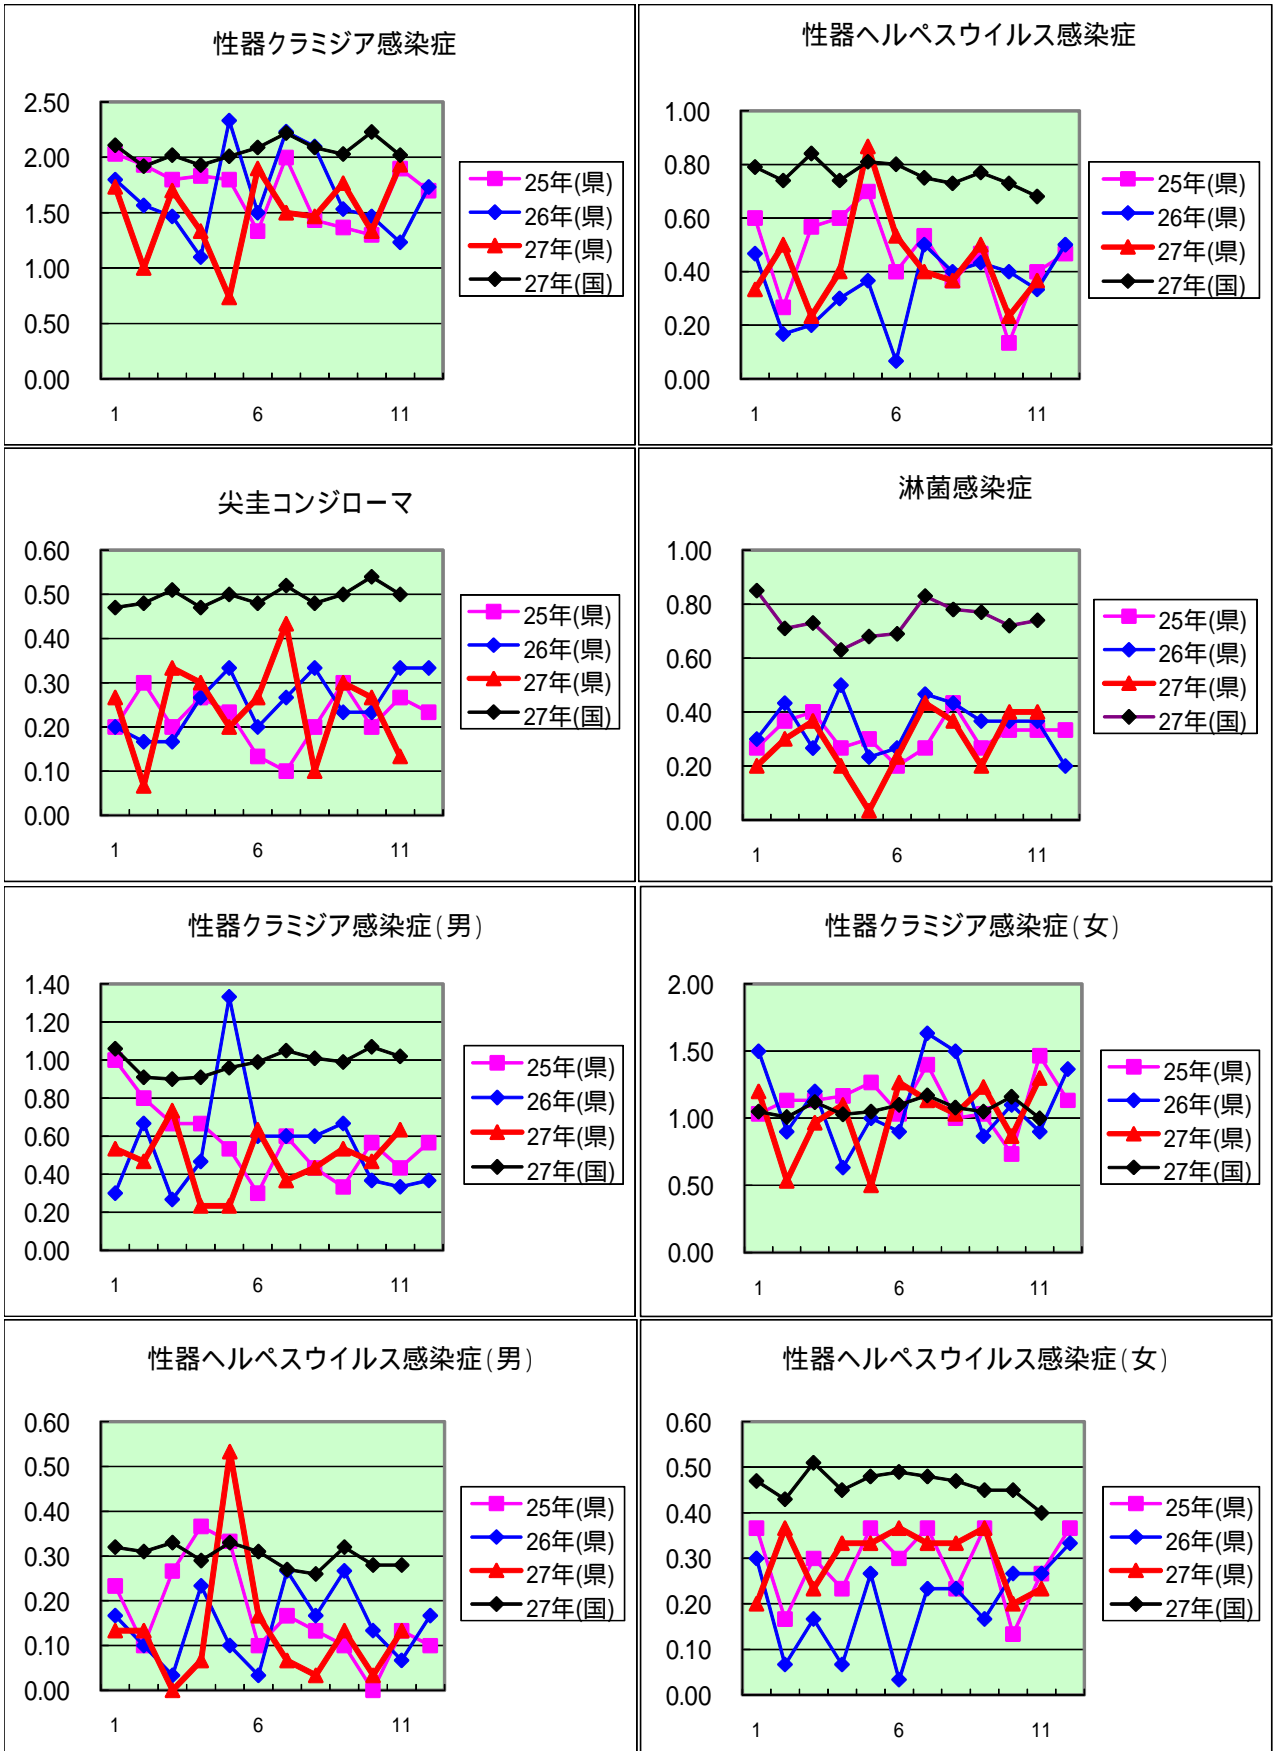 性器クラミジア感染症
2.50
2.00
1.50
1.00
0.50
0.00
1 6 11
25年(県)
26年(県)
27年(県)
27年(国)
性器ヘルペスウイルス感染症
1.00
0.80
0.60
0.40
0.20
0.00
1 6 11
25年(県)
26年(県)
27年(県)
27年(国)
尖圭コンジローマ
0.60
0.50
0.40
0.30
0.20
0.10
0.00
1 6 11
25年(県)
26年(県)
27年(県)
27年(国)
淋菌感染症
1.00
0.80
0.60
0.40
0.20
0.00
1 6 11
25年(県)
26年(県)
27年(県)
27年(国)
性器クラミジア感染症(男)
1.40
1.20
1.00
0.80
0.60
0.40
0.20
0.00
1 6 11
25年(県)
26年(県)
27年(県)
27年(国)
性器クラミジア感染症(女)
2.00
1.50
1.00
0.50
0.00
1 6 11
25年(県)
26年(県)
27年(県)
27年(国)
性器ヘルペスウイルス感染症(男)
0.60
0.50
0.40
0.30
0.20
0.10
0.00
1 6 11
25年(県)
26年(県)
27年(県)
27年(国)
性器ヘルペスウイルス感染症(女)
0.60
0.50
0.40
0.30
0.20
0.10
0.00
1 6 11
25年(県)
26年(県)
27年(県)
27年(国)